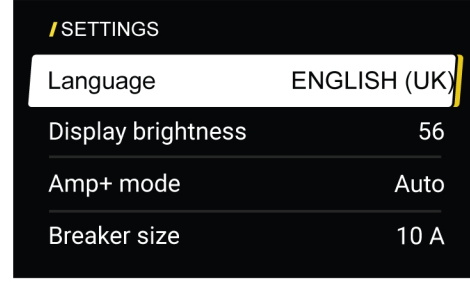 SETTINGS
Language ENGLISH (UK)
Display brightness 56
Amp+ mode Auto
Breaker size 10 A